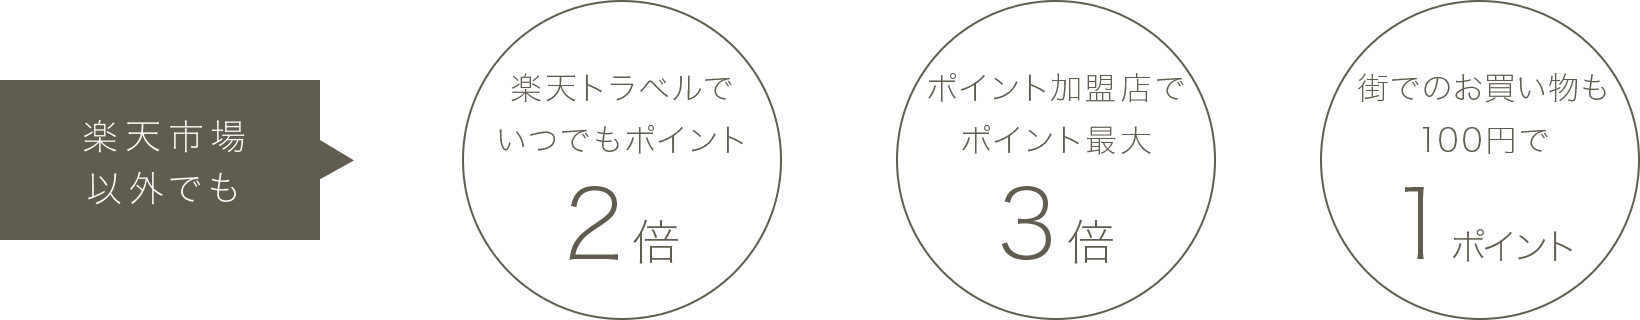 楽天市場
以外でも
楽天トラベルで
いつでもポイント
2倍
ポイント加盟店で
ポイント最大
3倍
街でのお買い物も
100円で
1ポイント